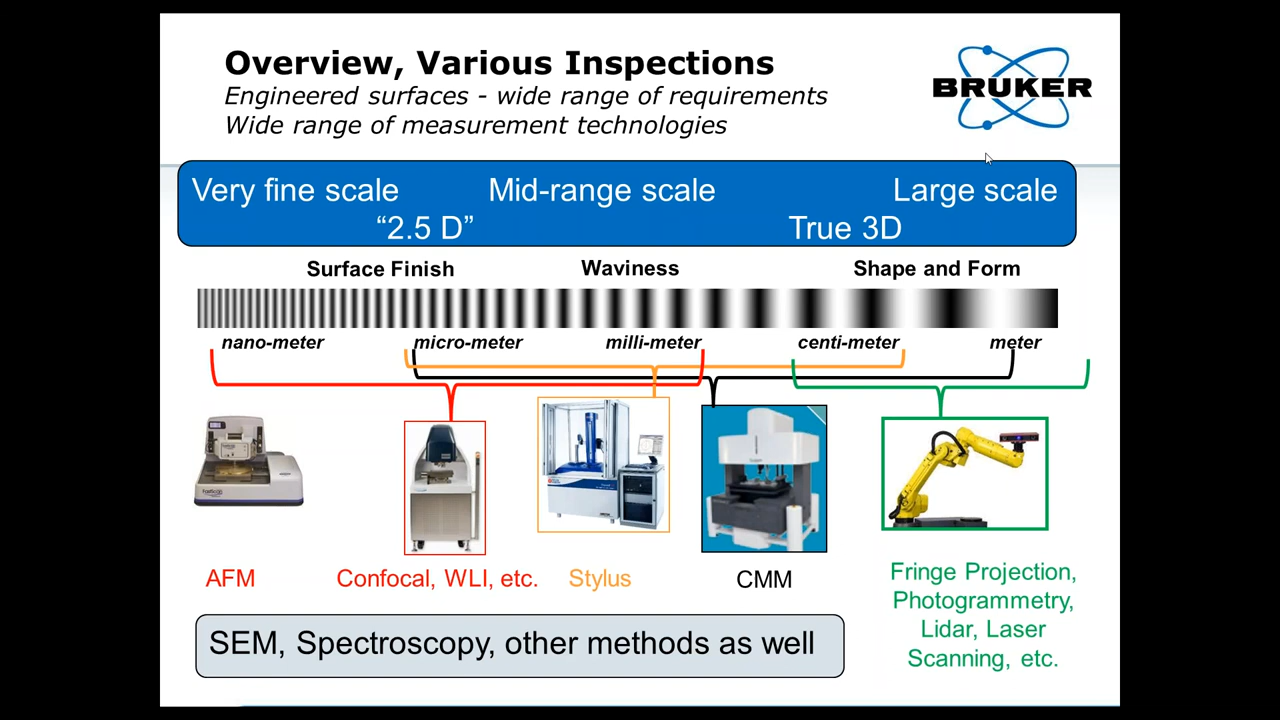 Overview, Various Inspections
Engineered surfaces - wide range of requirements
Wide range of measurement technologies
BRUKER
Very fine scale Mid-range scale Large scale
“2.5 D” True 3D
Surface Finish Waviness Shape and Form
nano-meter micro-meter milli-meter centi-meter meter
AFM Confocal, WLI, etc. Stylus CMM
Fringe Projection,
Photogrammetry,
Lidar, Laser
Scanning, etc.
SEM, Spectroscopy, other methods as well